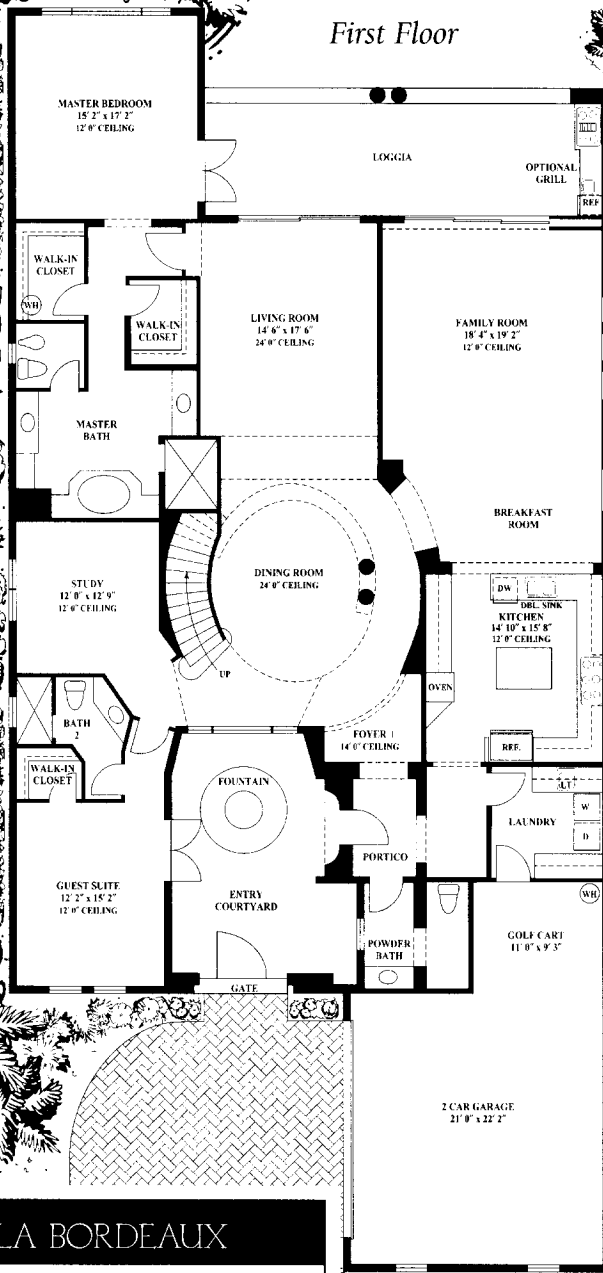 First Floor
MASTER BEDROOM
15' 2" x 17' 2"
12' 0" CEILING
LOGGIA
OPTIONAL
GRILL
REF
WALK-IN
CLOSET
WH
WALK-IN
CLOSET
LIVING ROOM
14' 6" x 17' 6"
24' 0" CEILING
FAMILY ROOM
18' 4" x 19' 2"
12' 0" CEILING
MASTER
BATH
BREAKFAST
ROOM
STUDY
12' 0" x 12' 9"
12' 0" CEILING
DINING ROOM
24' 0" CEILING
DW
DBL. SINK
KITCHEN
14' 10" x 15' 8"
12' 0" CEILING
UP
OVEN
BATH
2
FOYER 1
14' 0" CEILING
REF.
WALK-IN
CLOSET
FOUNTAIN
LT
W
D
LAUNDRY
PORTICO
GUEST SUITE
12' 2" x 15' 2"
12' 0" CEILING
ENTRY
COURTYARD
WH
POWDER
BATH
GOLF CART
11' 0" x 9' 3"
GATE
2 CAR GARAGE
21' 0" x 22' 2"
LA BORDEAUX